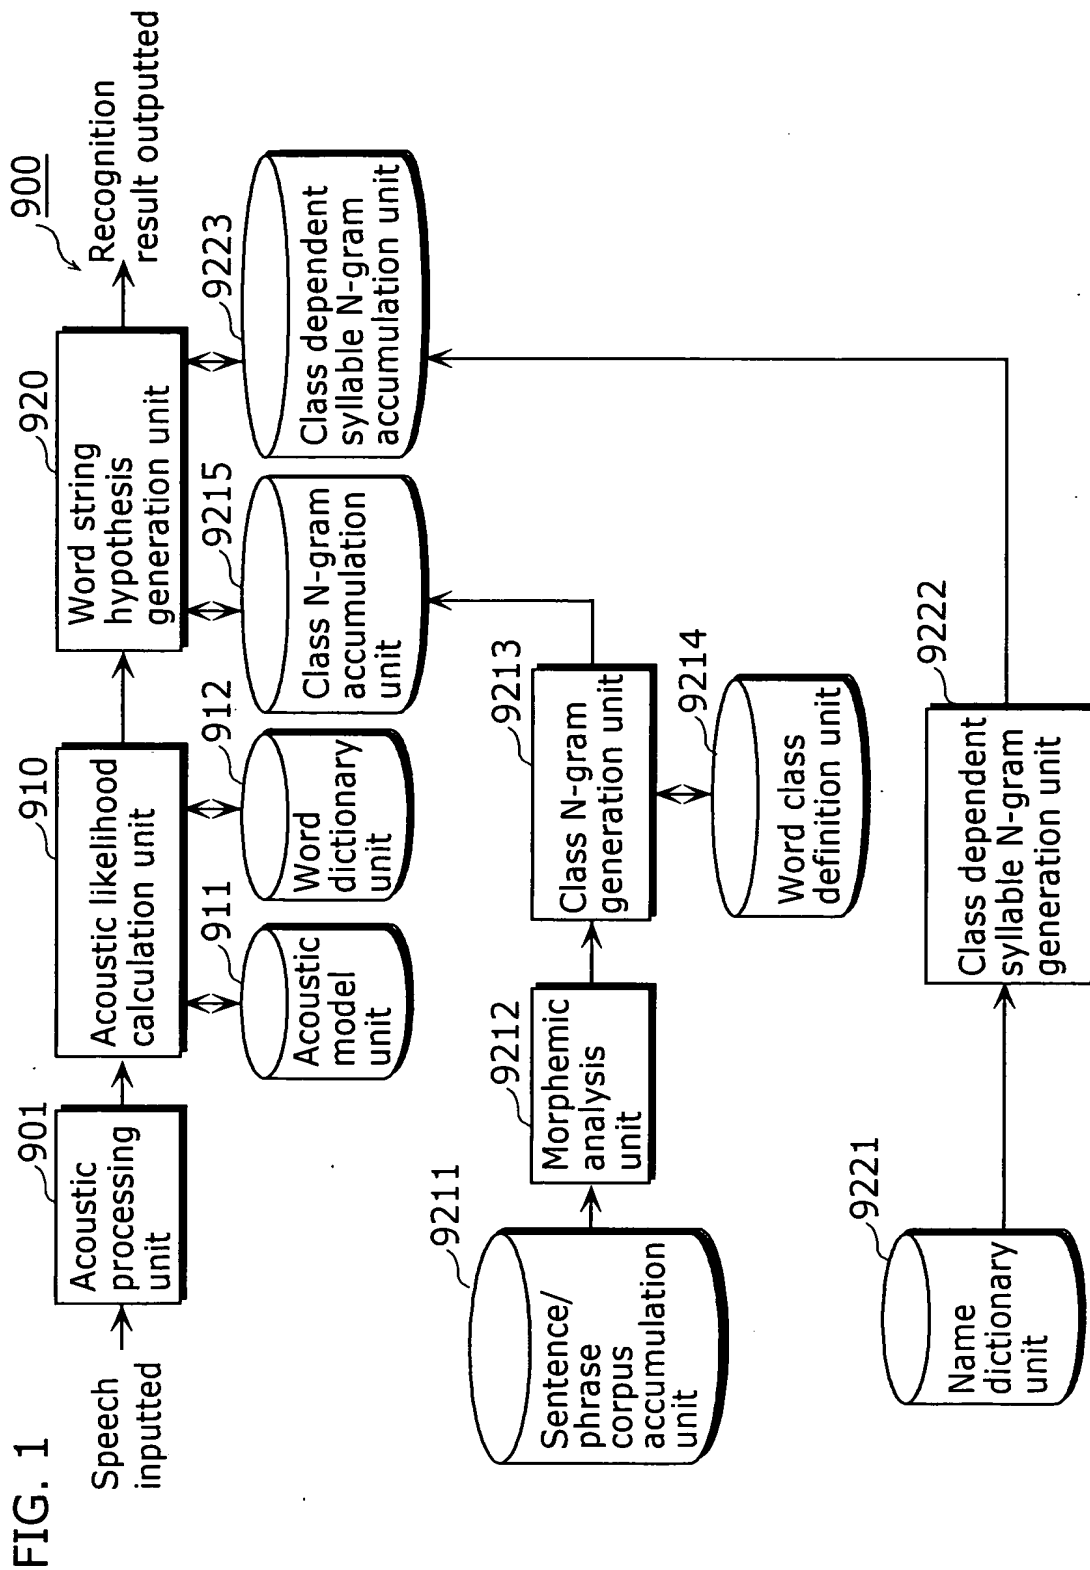 FIG. 1
900
Speech
inputted
901
Acoustic
processing
unit
910
Acoustic likelihood
calculation unit
920
Word string
hypothesis
generation unit
Recognition
result outputted
911
Acoustic
model
unit
912
Word
dictionary
unit
9215
Class N-gram
accumulation
unit
9223
Class dependent
syllable N-gram
accumulation unit
9211
Sentence/
phrase
corpus
accumulation
unit
9212
Morphemic
analysis
unit
9213
Class N-gram
generation unit
9214
Word class
definition unit
9221
Name
dictionary
unit
9222
Class dependent
syllable N-gram
generation unit